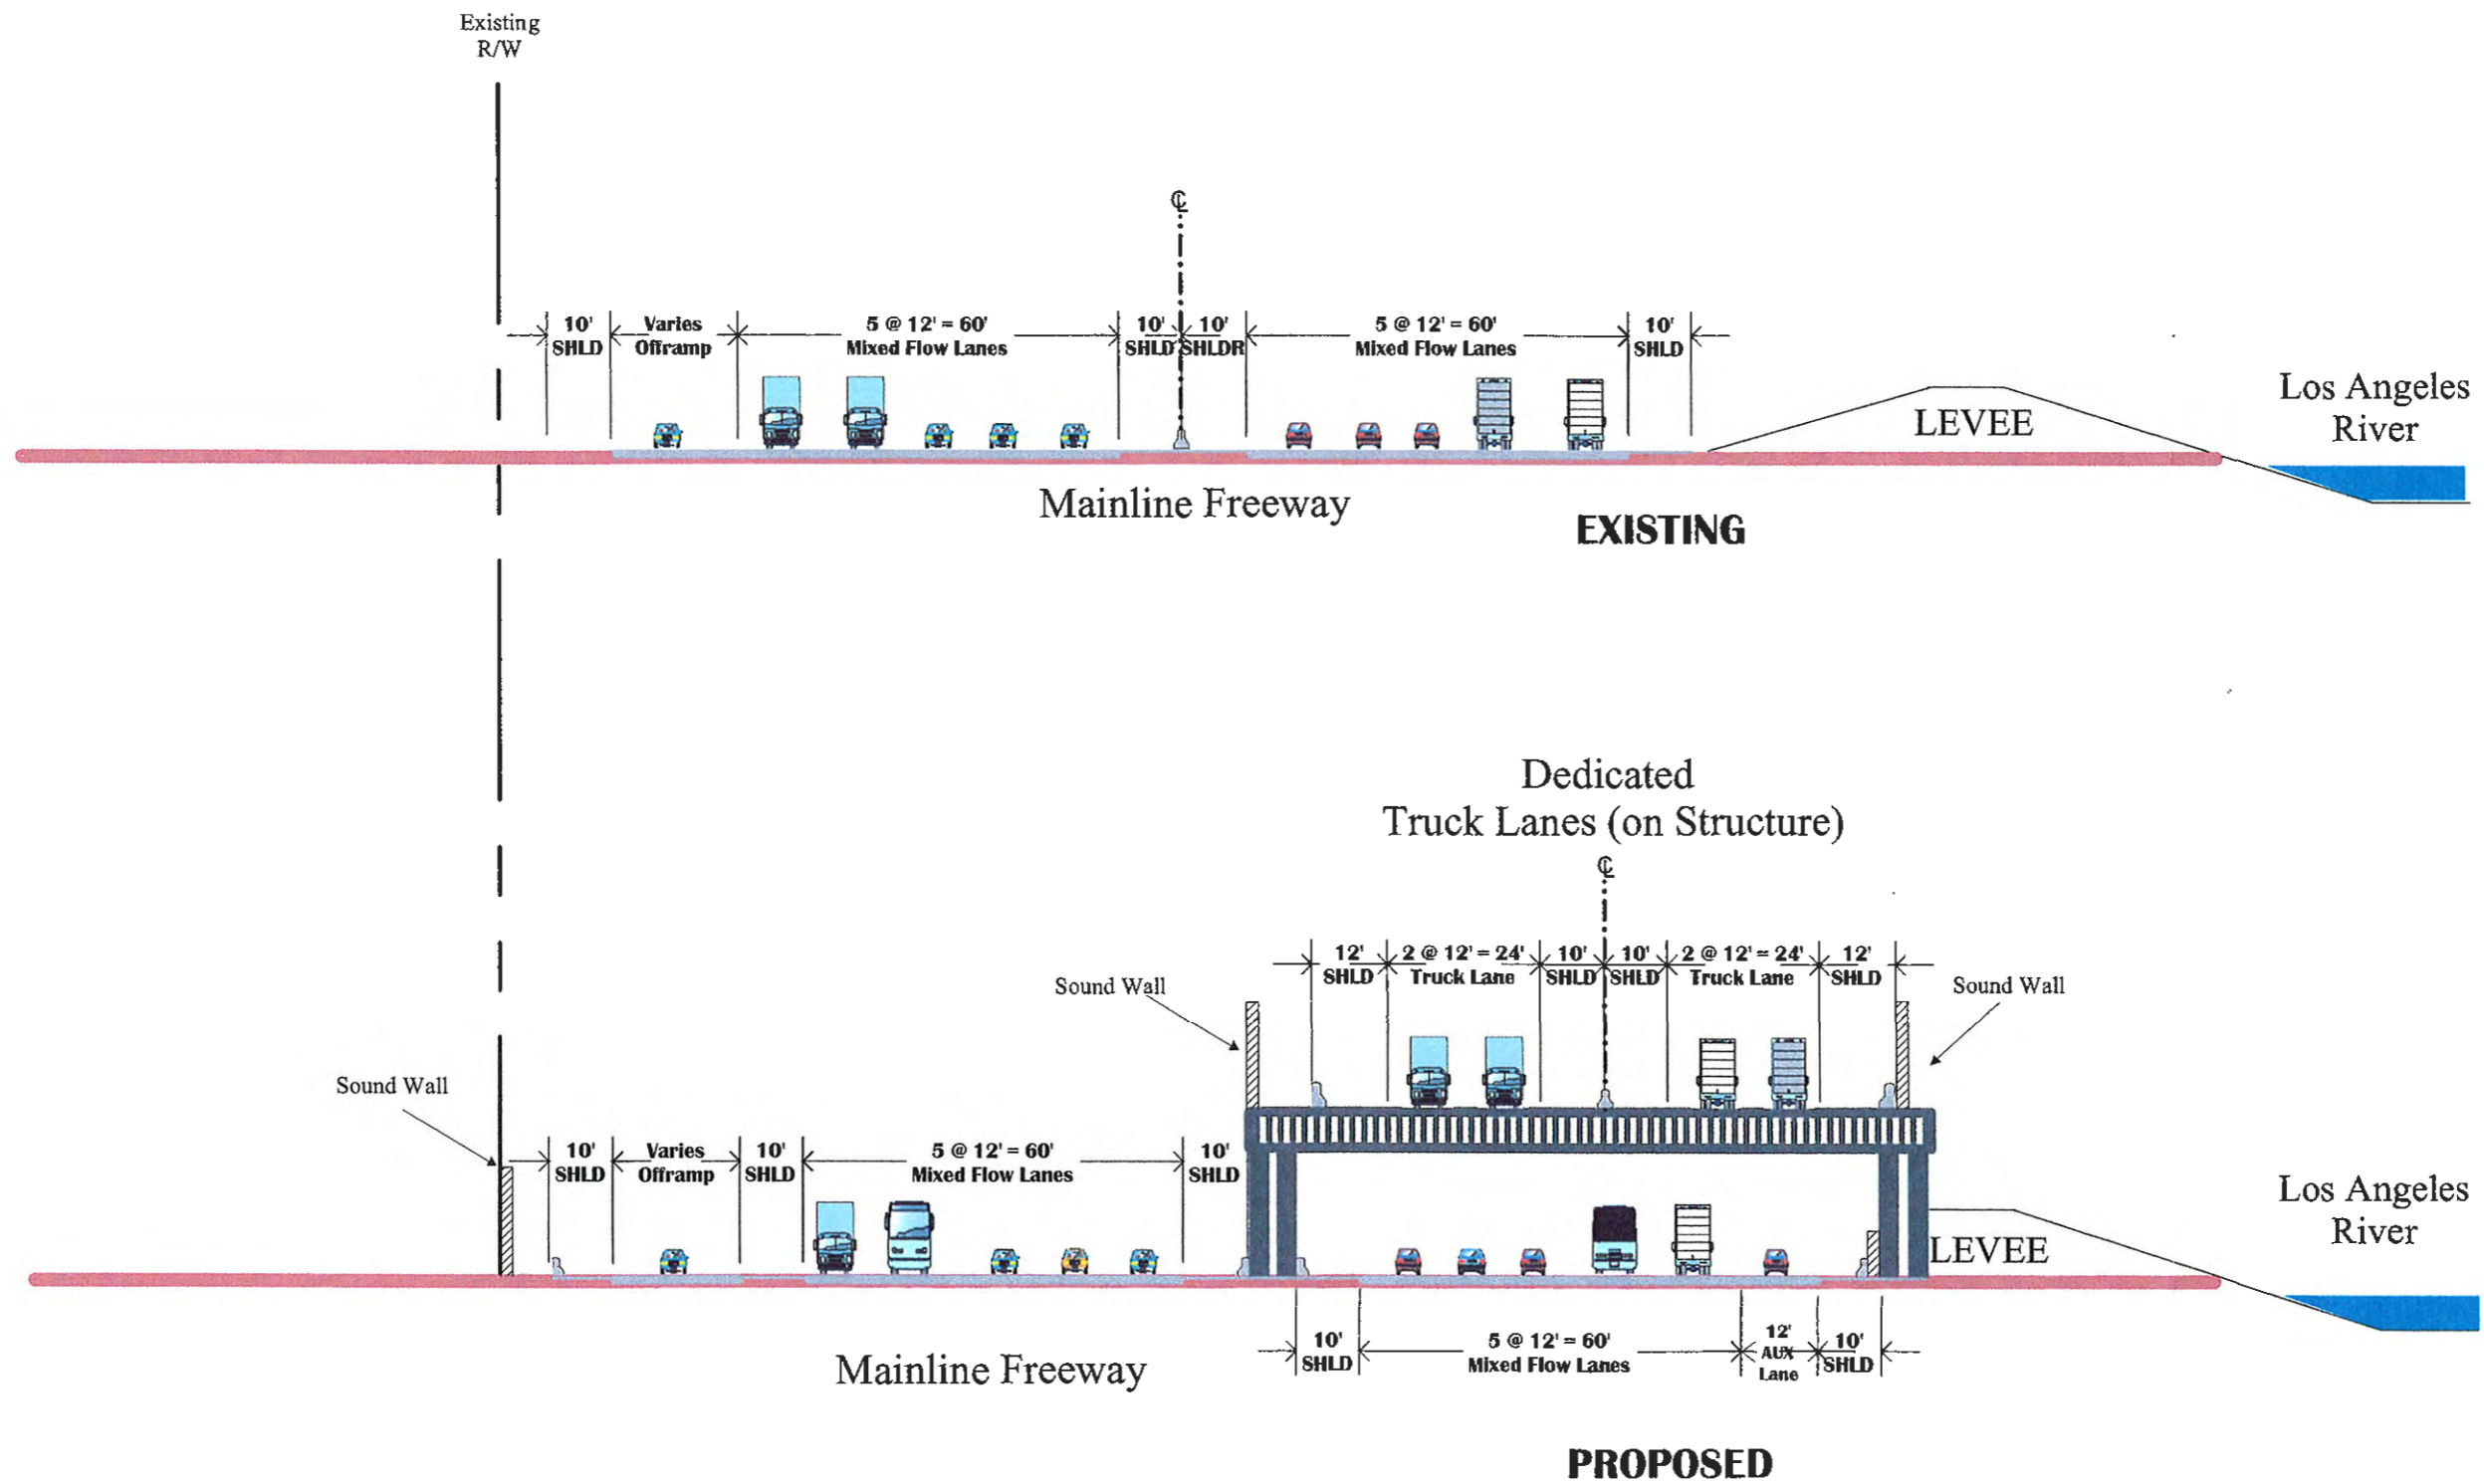 Existing
R/W
℄
10' Varies 5 @ 12' = 60' 10' 10' 5 @ 12' = 60' 10'
SHLD Offramp Mixed Flow Lanes SHLD SHLDR Mixed Flow Lanes SHLD
LEVEE
Los Angeles
River
Mainline Freeway
EXISTING
Dedicated
Truck Lanes (on Structure)
℄
12' 2 @ 12' = 24' 10' 10' 2 @ 12' = 24' 12'
SHLD Truck Lane SHLD SHLD Truck Lane SHLD
Sound Wall
Sound Wall
Sound Wall
10' Varies 10' 5 @ 12' = 60' 10'
SHLD Offramp SHLD Mixed Flow Lanes SHLD
LEVEE
Los Angeles
River
10' 5 @ 12' = 60' 12' 10'
SHLD Mixed Flow Lanes AUX SHLD
Lane
Mainline Freeway
PROPOSED